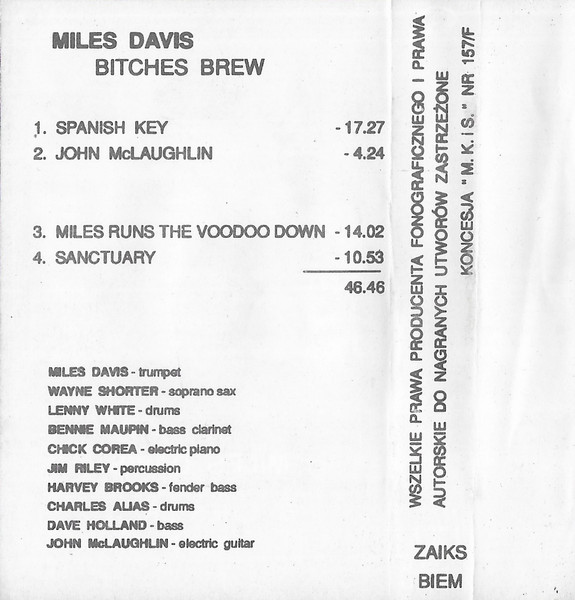 MILES DAVIS
BITCHES BREW
1. SPANISH KEY - 17.27
2. JOHN McLAUGHLIN - 4.24
3. MILES RUNS THE VOODOO DOWN - 14.02
4. SANCTUARY - 10.53
46.46
MILES DAVIS - trumpet
WAYNE SHORTER - soprano sax
LENNY WHITE - drums
BENNIE MAUPIN - bass clarinet
CHICK COREA - electric piano
JIM RILEY - percussion
HARVEY BROOKS - fender bass
CHARLES ALIAS - drums
DAVE HOLLAND - bass
JOHN McLAUGHLIN - electric guitar
WSZELKIE PRAWA PRODUCENTA FONOGRAFICZNEGO I PRAWA
AUTORSKIE DO NAGRANYCH UTWORÓW ZASTRZEŻONE
KONCESJA " M. K. i S. " NR 157/F
ZAIKS
BIEM